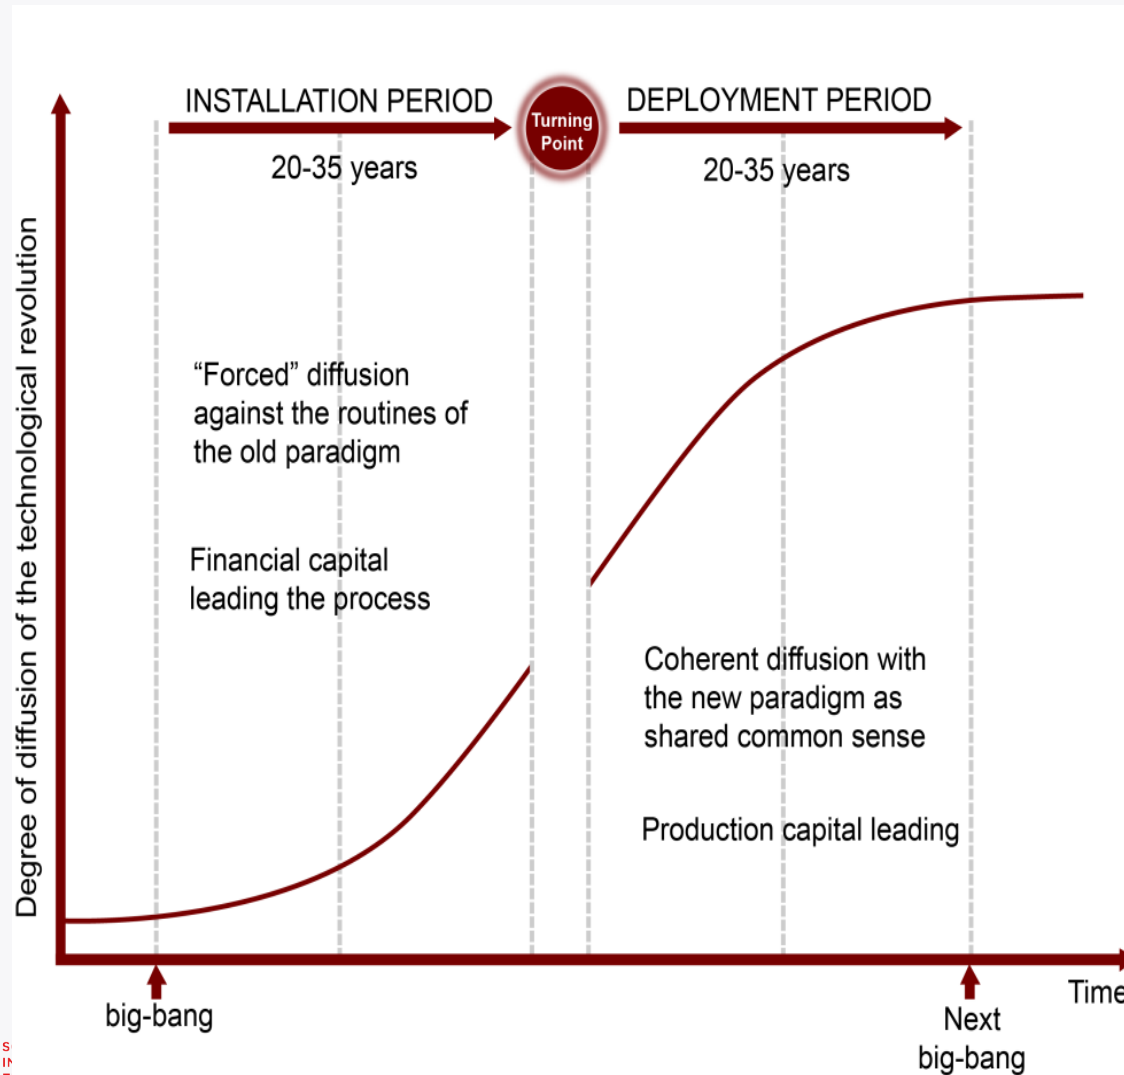 INSTALLATION PERIOD
Turning
Point
DEPLOYMENT PERIOD
20-35 years
20-35 years
Degree of diffusion of the technological revolution
“Forced” diffusion
against the routines of
the old paradigm
Financial capital
leading the process
Coherent diffusion with
the new paradigm as
shared common sense
Production capital leading
Time
big-bang
Next
big-bang